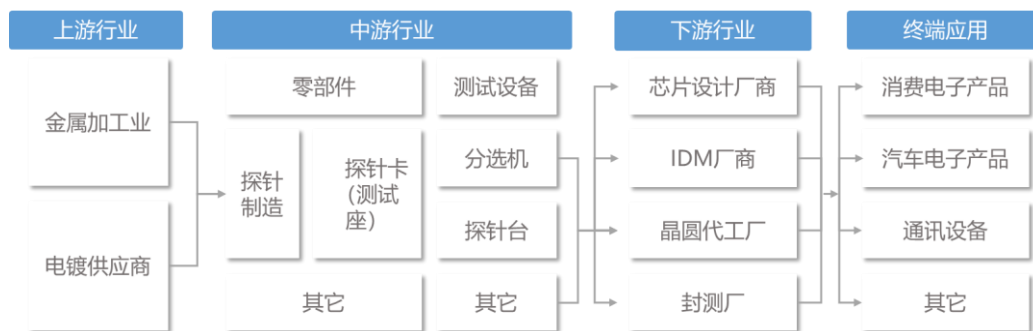 上游行业
中游行业
下游行业
终端应用
金属加工业
电镀供应商
零部件
测试设备
探针
制造
探针卡
(测试
座)
分选机
探针台
其它
其它
芯片设计厂商
IDM厂商
晶圆代工厂
封测厂
消费电子产品
汽车电子产品
通讯设备
其它